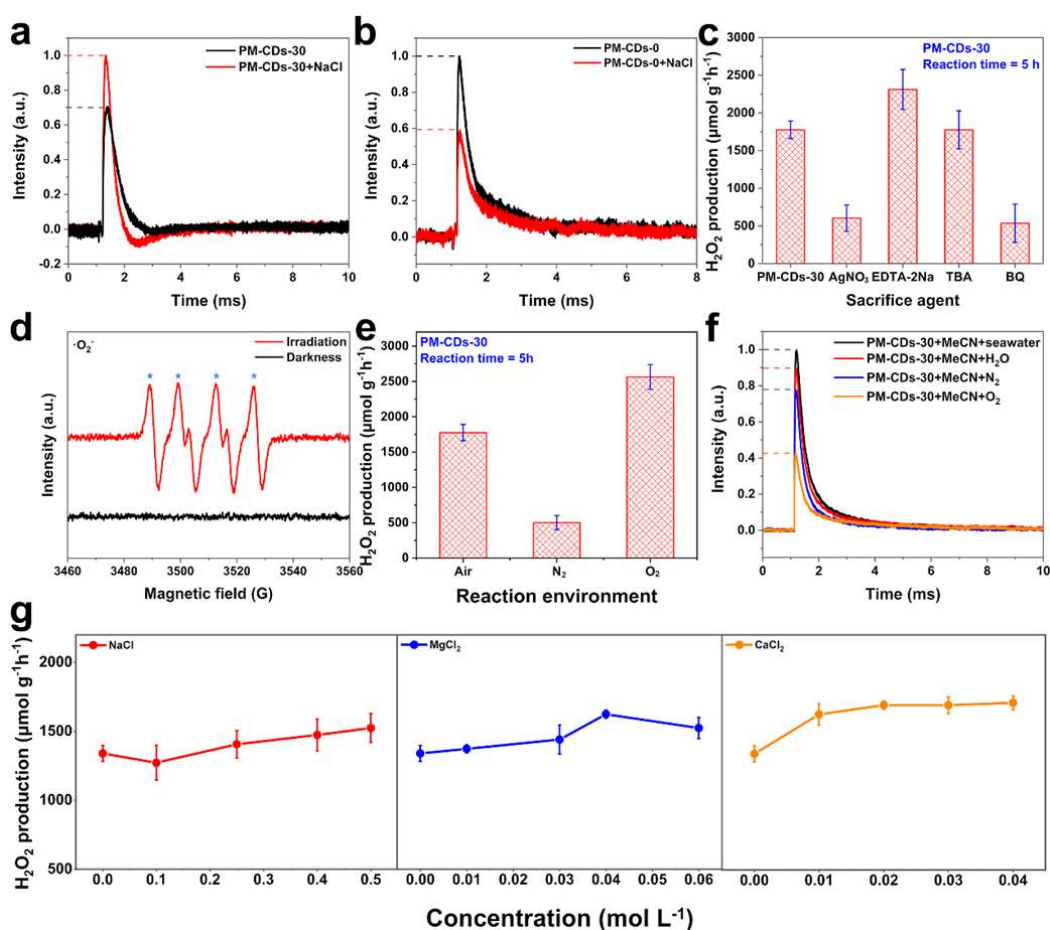 a
PM-CDs-30
PM-CDs-30+NaCl
Intensity (a.u.)
1.0
0.8
0.6
0.4
0.2
0.0
-0.2
0 2 4 6 8 10
Time (ms)
b
PM-CDs-0
PM-CDs-0+NaCl
Intensity (a.u.)
1.0
0.8
0.6
0.4
0.2
0.0
0 2 4 6 8
Time (ms)
c
PM-CDs-30
Reaction time = 5 h
H₂O₂ production (μmol g⁻¹h⁻¹)
3000
2500
2000
1500
1000
500
0
PM-CDs-30 AgNO₃ EDTA-2Na TBA BQ
Sacrifice agent
d
·O₂⁻
Irradiation
Darkness
* * * *
Intensity (a.u.)
3460 3480 3500 3520 3540 3560
Magnetic field (G)
e
PM-CDs-30
Reaction time = 5h
H₂O₂ production (μmol g⁻¹h⁻¹)
3000
2500
2000
1500
1000
500
0
Air N₂ O₂
Reaction environment
f
PM-CDs-30+MeCN+seawater
PM-CDs-30+MeCN+H₂O
PM-CDs-30+MeCN+N₂
PM-CDs-30+MeCN+O₂
Intensity (a.u.)
1.0
0.8
0.6
0.4
0.2
0.0
0 2 4 6 8 10
Time (ms)
g
NaCl
MgCl₂
CaCl₂
H₂O₂ production (μmol g⁻¹h⁻¹)
2000
1500
1000
500
0.0 0.1 0.2 0.3 0.4 0.5
0.00 0.01 0.02 0.02 0.03 0.04 0.05 0.06
0.00 0.01 0.02 0.03 0.04
Concentration (mol L⁻¹)